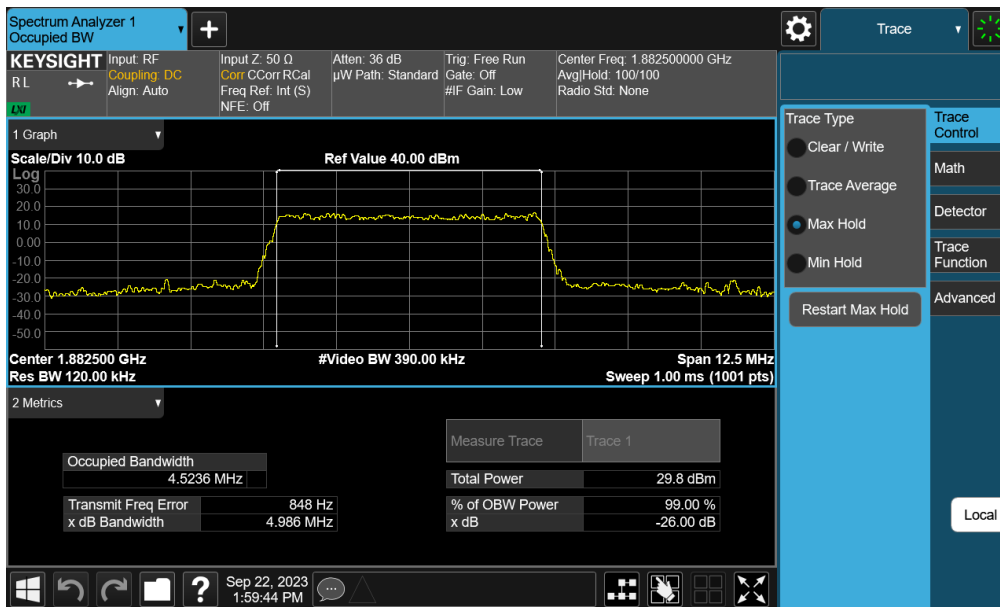 Spectrum Analyzer 1
Occupied BW
+
Trace
KEYSIGHT
R L
LXI
Input: RF
Coupling: DC
Align: Auto
Input Z: 50 Ω
Corr CCorr RCal
Freq Ref: Int (S)
NFE: Off
Atten: 36 dB
µW Path: Standard
Trig: Free Run
Gate: Off
#IF Gain: Low
Center Freq: 1.882500000 GHz
Avg|Hold: 100/100
Radio Std: None
1 Graph
Scale/Div 10.0 dB
Ref Value 40.00 dBm
Log
30.0
20.0
10.0
0.00
-10.0
-20.0
-30.0
-40.0
-50.0
Center 1.882500 GHz
#Video BW 390.00 kHz
Span 12.5 MHz
Res BW 120.00 kHz
Sweep 1.00 ms (1001 pts)
2 Metrics
Measure Trace
Trace 1
Occupied Bandwidth
4.5236 MHz
Total Power
29.8 dBm
Transmit Freq Error
848 Hz
% of OBW Power
99.00 %
x dB Bandwidth
4.986 MHz
x dB
-26.00 dB
Trace Type
Clear / Write
Trace Average
Max Hold
Min Hold
Restart Max Hold
Trace
Control
Math
Detector
Trace
Function
Advanced
Local
?
Sep 22, 2023
1:59:44 PM